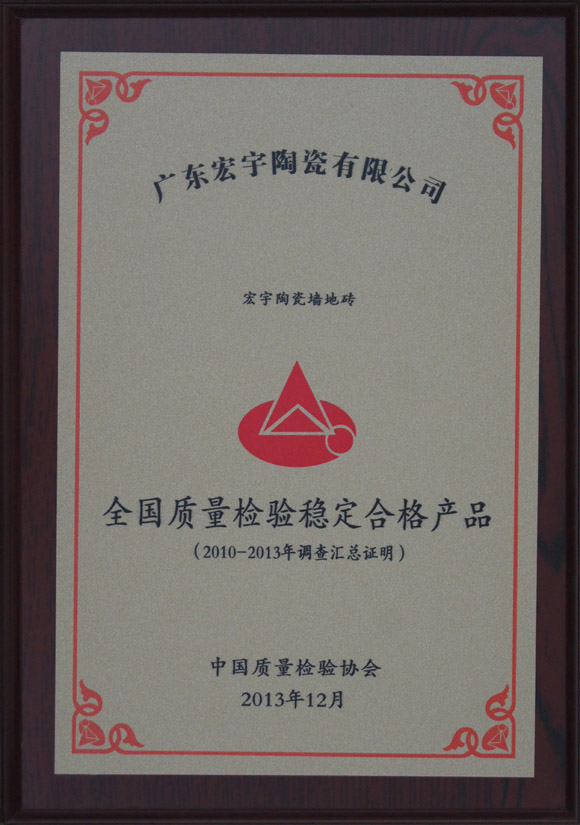 广东宏宇陶瓷有限公司
宏宇陶瓷墙地砖
全国质量检验稳定合格产品
（2010-2013年调查汇总证明）
中国质量检验协会
2013年12月